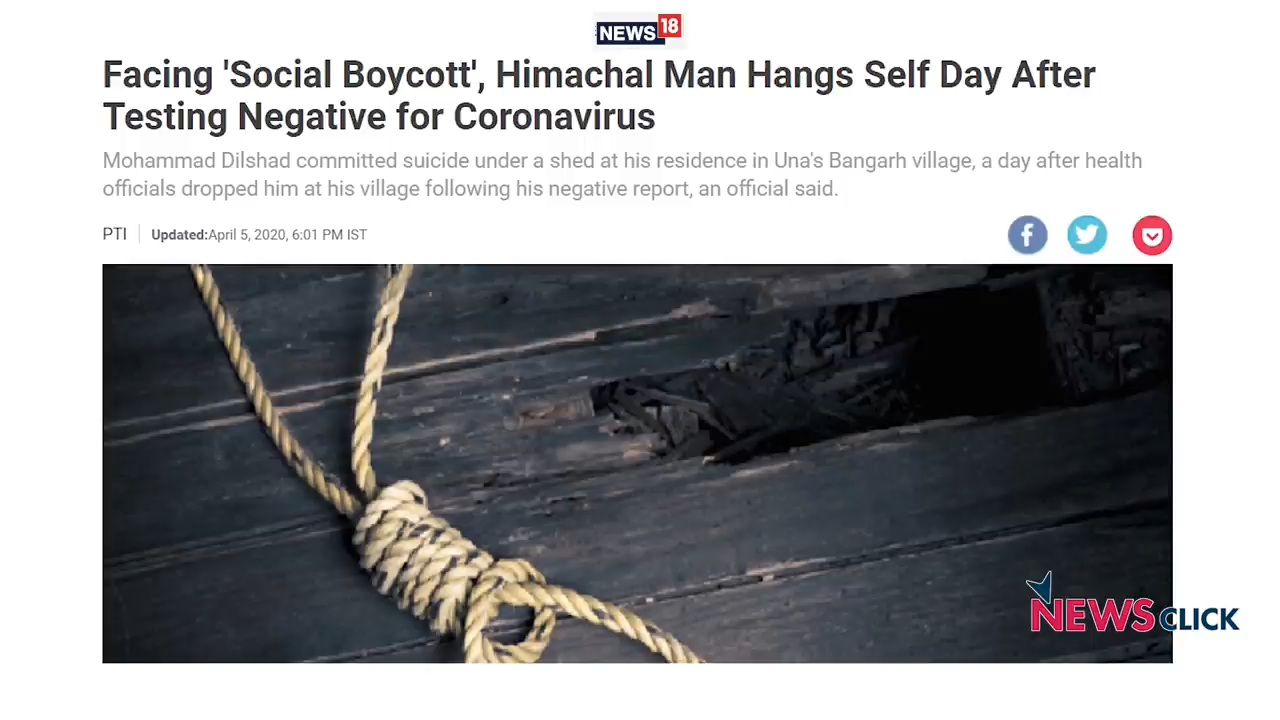 NEWS 18
Facing 'Social Boycott', Himachal Man Hangs Self Day After
Testing Negative for Coronavirus
Mohammad Dilshad committed suicide under a shed at his residence in Una's Bangarh village, a day after health
officials dropped him at his village following his negative report, an official said.
PTI Updated:April 5, 2020, 6:01 PM IST
NEWSCLICK